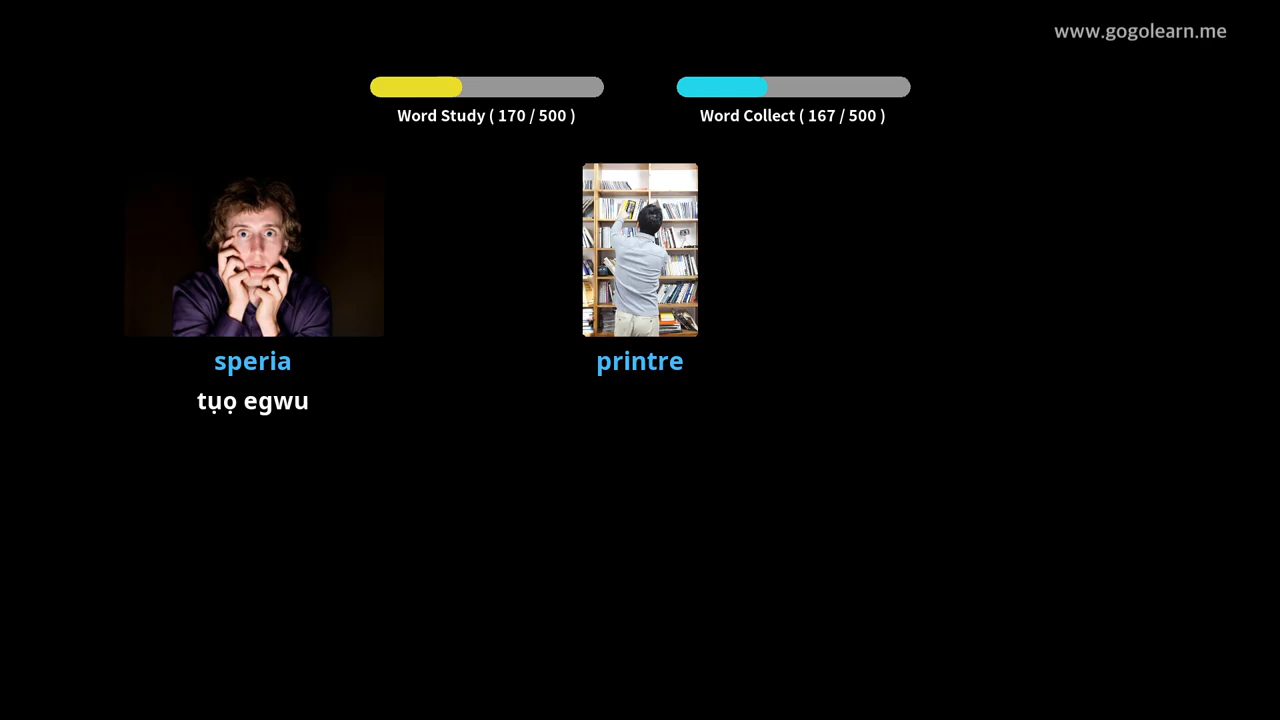 www.gogolearn.me
Word Study ( 170 / 500 )
Word Collect ( 167 / 500 )
speria
printre
tụọ egwu